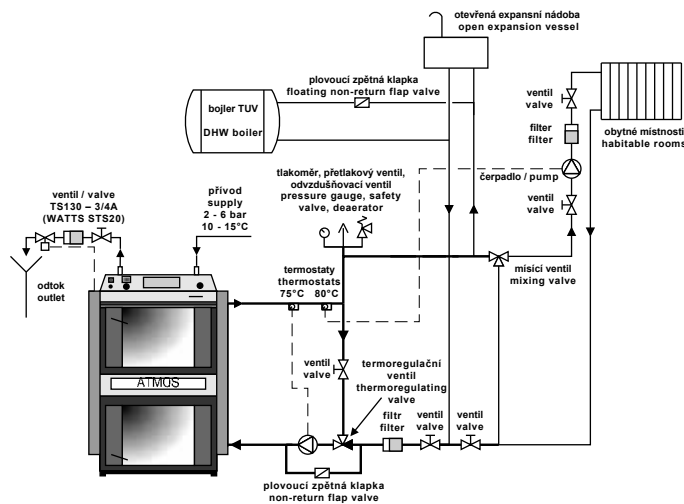 otevřená expansní nádoba
open expansion vessel
plovoucí zpětná klapka
floating non-return flap valve
bojler TUV
DHW boiler
ventil
valve
filter
filter
obytné místnosti
habitable rooms
tlakoměr, přetlakový ventil,
odvzdušňovací ventil
pressure gauge, safety
valve, deaerator
čerpadlo / pump
ventil
valve
ventil / valve
TS130 – 3/4A
(WATTS STS20)
přívod
supply
2 - 6 bar
10 - 15°C
mísící ventil
mixing valve
odtok
outlet
termostaty
thermostats
75°C 80°C
ventil
valve
termoregulační
ventil
thermoregulating
valve
ATMOS
filtr
filter
ventil
valve
ventil
valve
plovoucí zpětná klapka
non-return flap valve